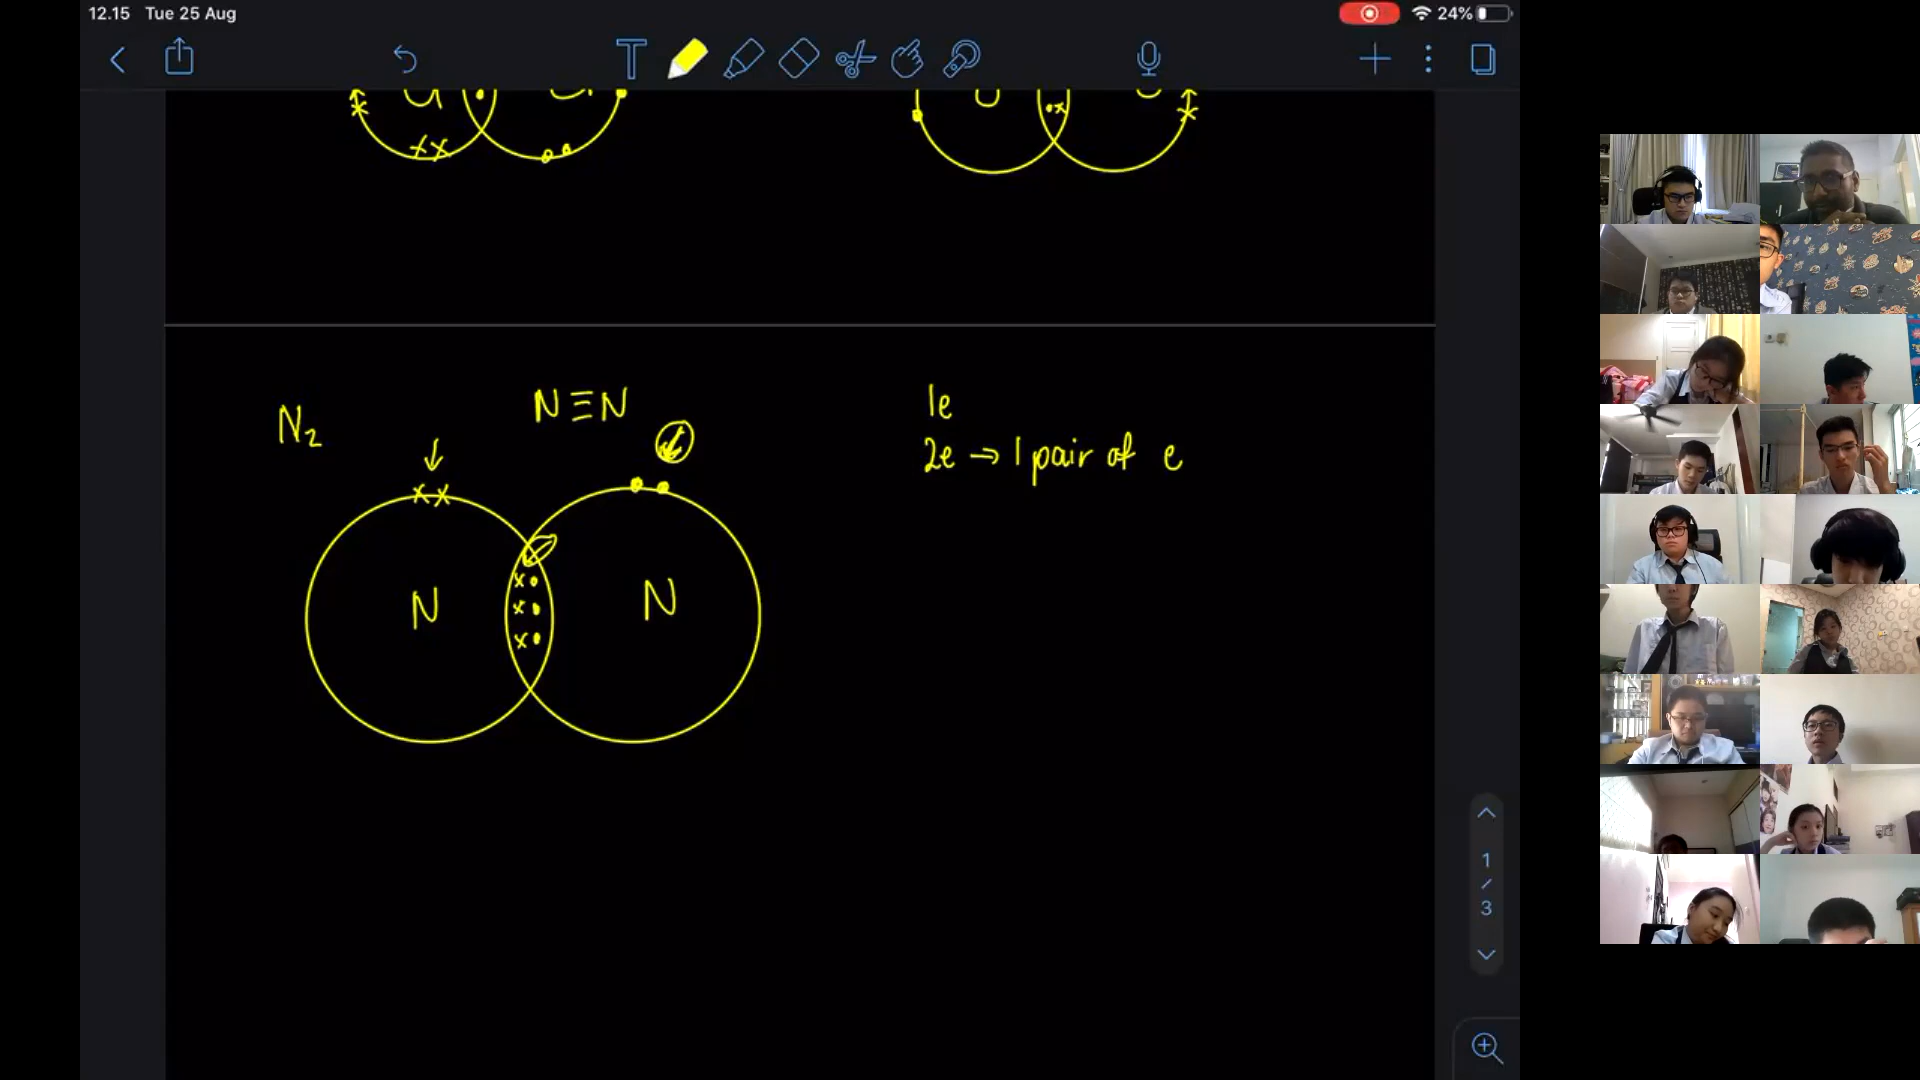 12.15 Tue 25 Aug
24%
T
N₂
N≡N
1e
2e → 1 pair of e
N
N
1
/
3